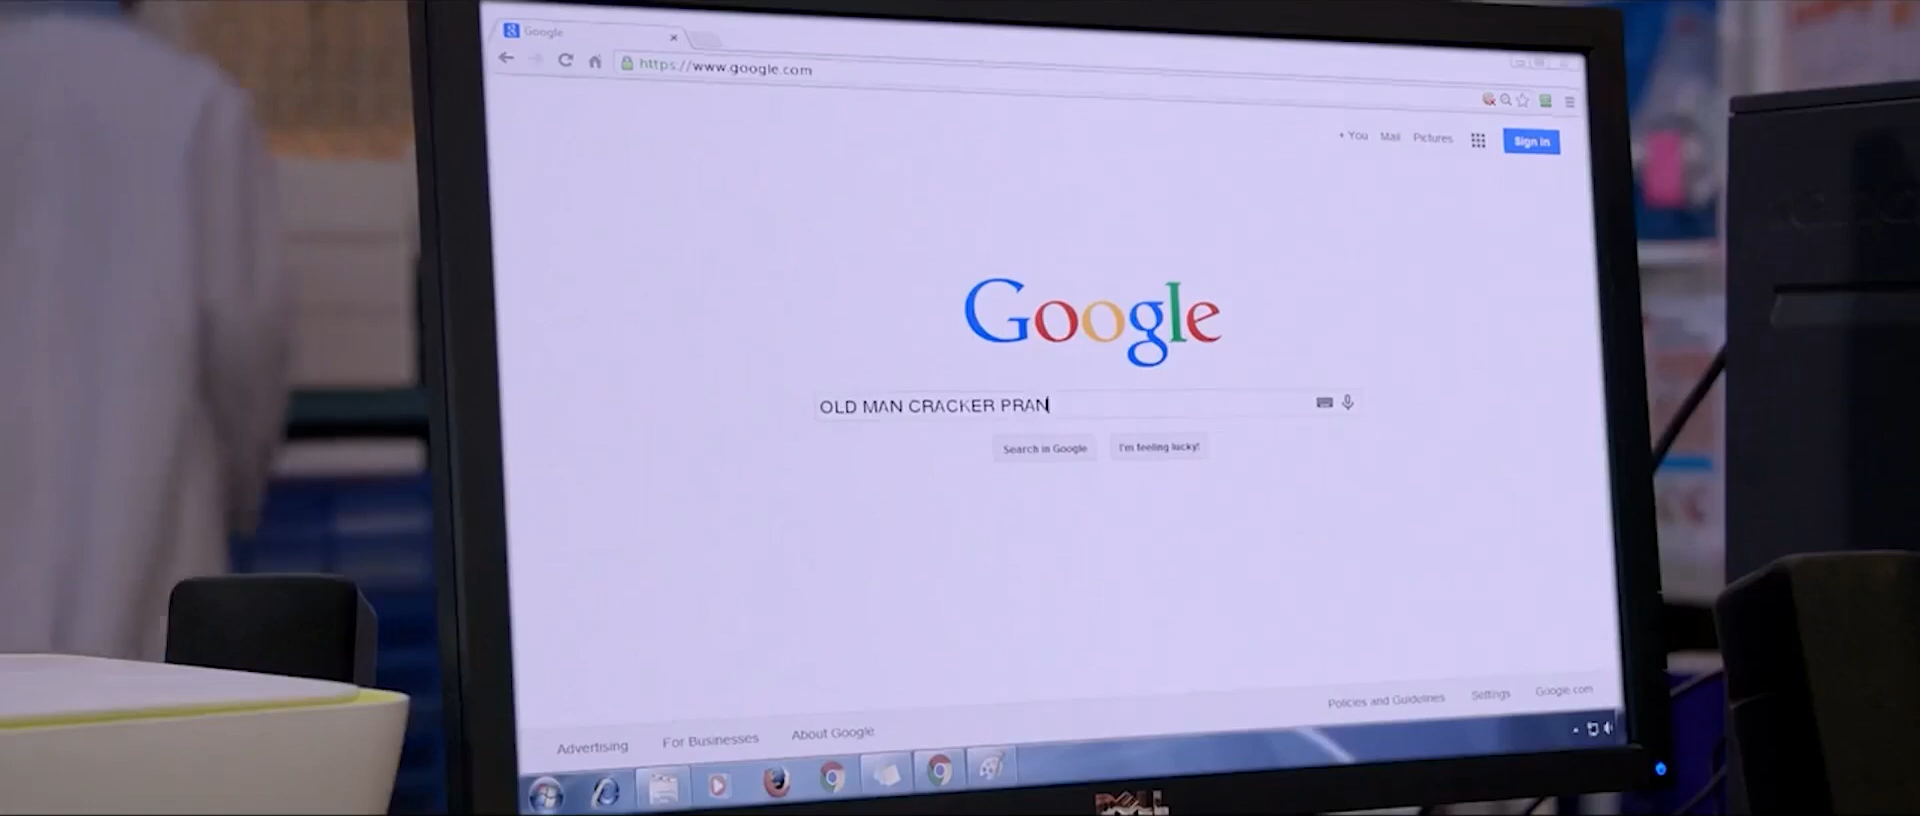 Google
https://www.google.com
+ You Mail Pictures
Sign in
Google
OLD MAN CRACKER PRAN
Search in Google I'm feeling lucky!
Policies and Guidelines Settings Google.com
Advertising For Businesses About Google
DELL